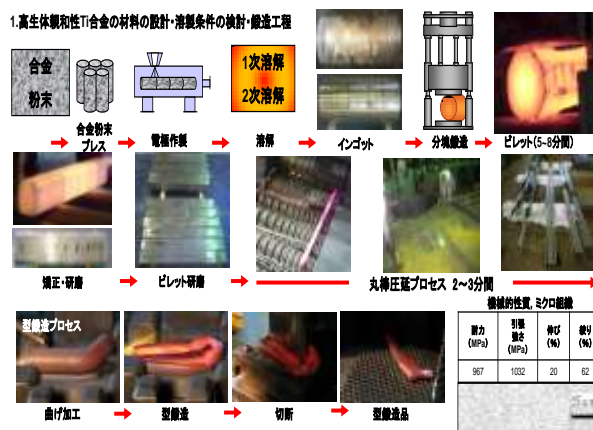 1.高生体親和性Ti合金の材料の設計・溶製条件の検討・鍛造工程
合金
粉末
1次溶解
2次溶解
合金粉末
プレス
電極作製
溶解
インゴット
分塊鍛造
ビレット(5~8分間)
矯正・研磨
ビレット研磨
丸棒圧延プロセス 2～3分間
機械的性質, ミクロ組織
耐力
(MPa)
引張
強さ
(MPa)
伸び
(%)
絞り
(%)
967
1032
20
62
型鍛造プロセス
曲げ加工
型鍛造
切断
型鍛造品